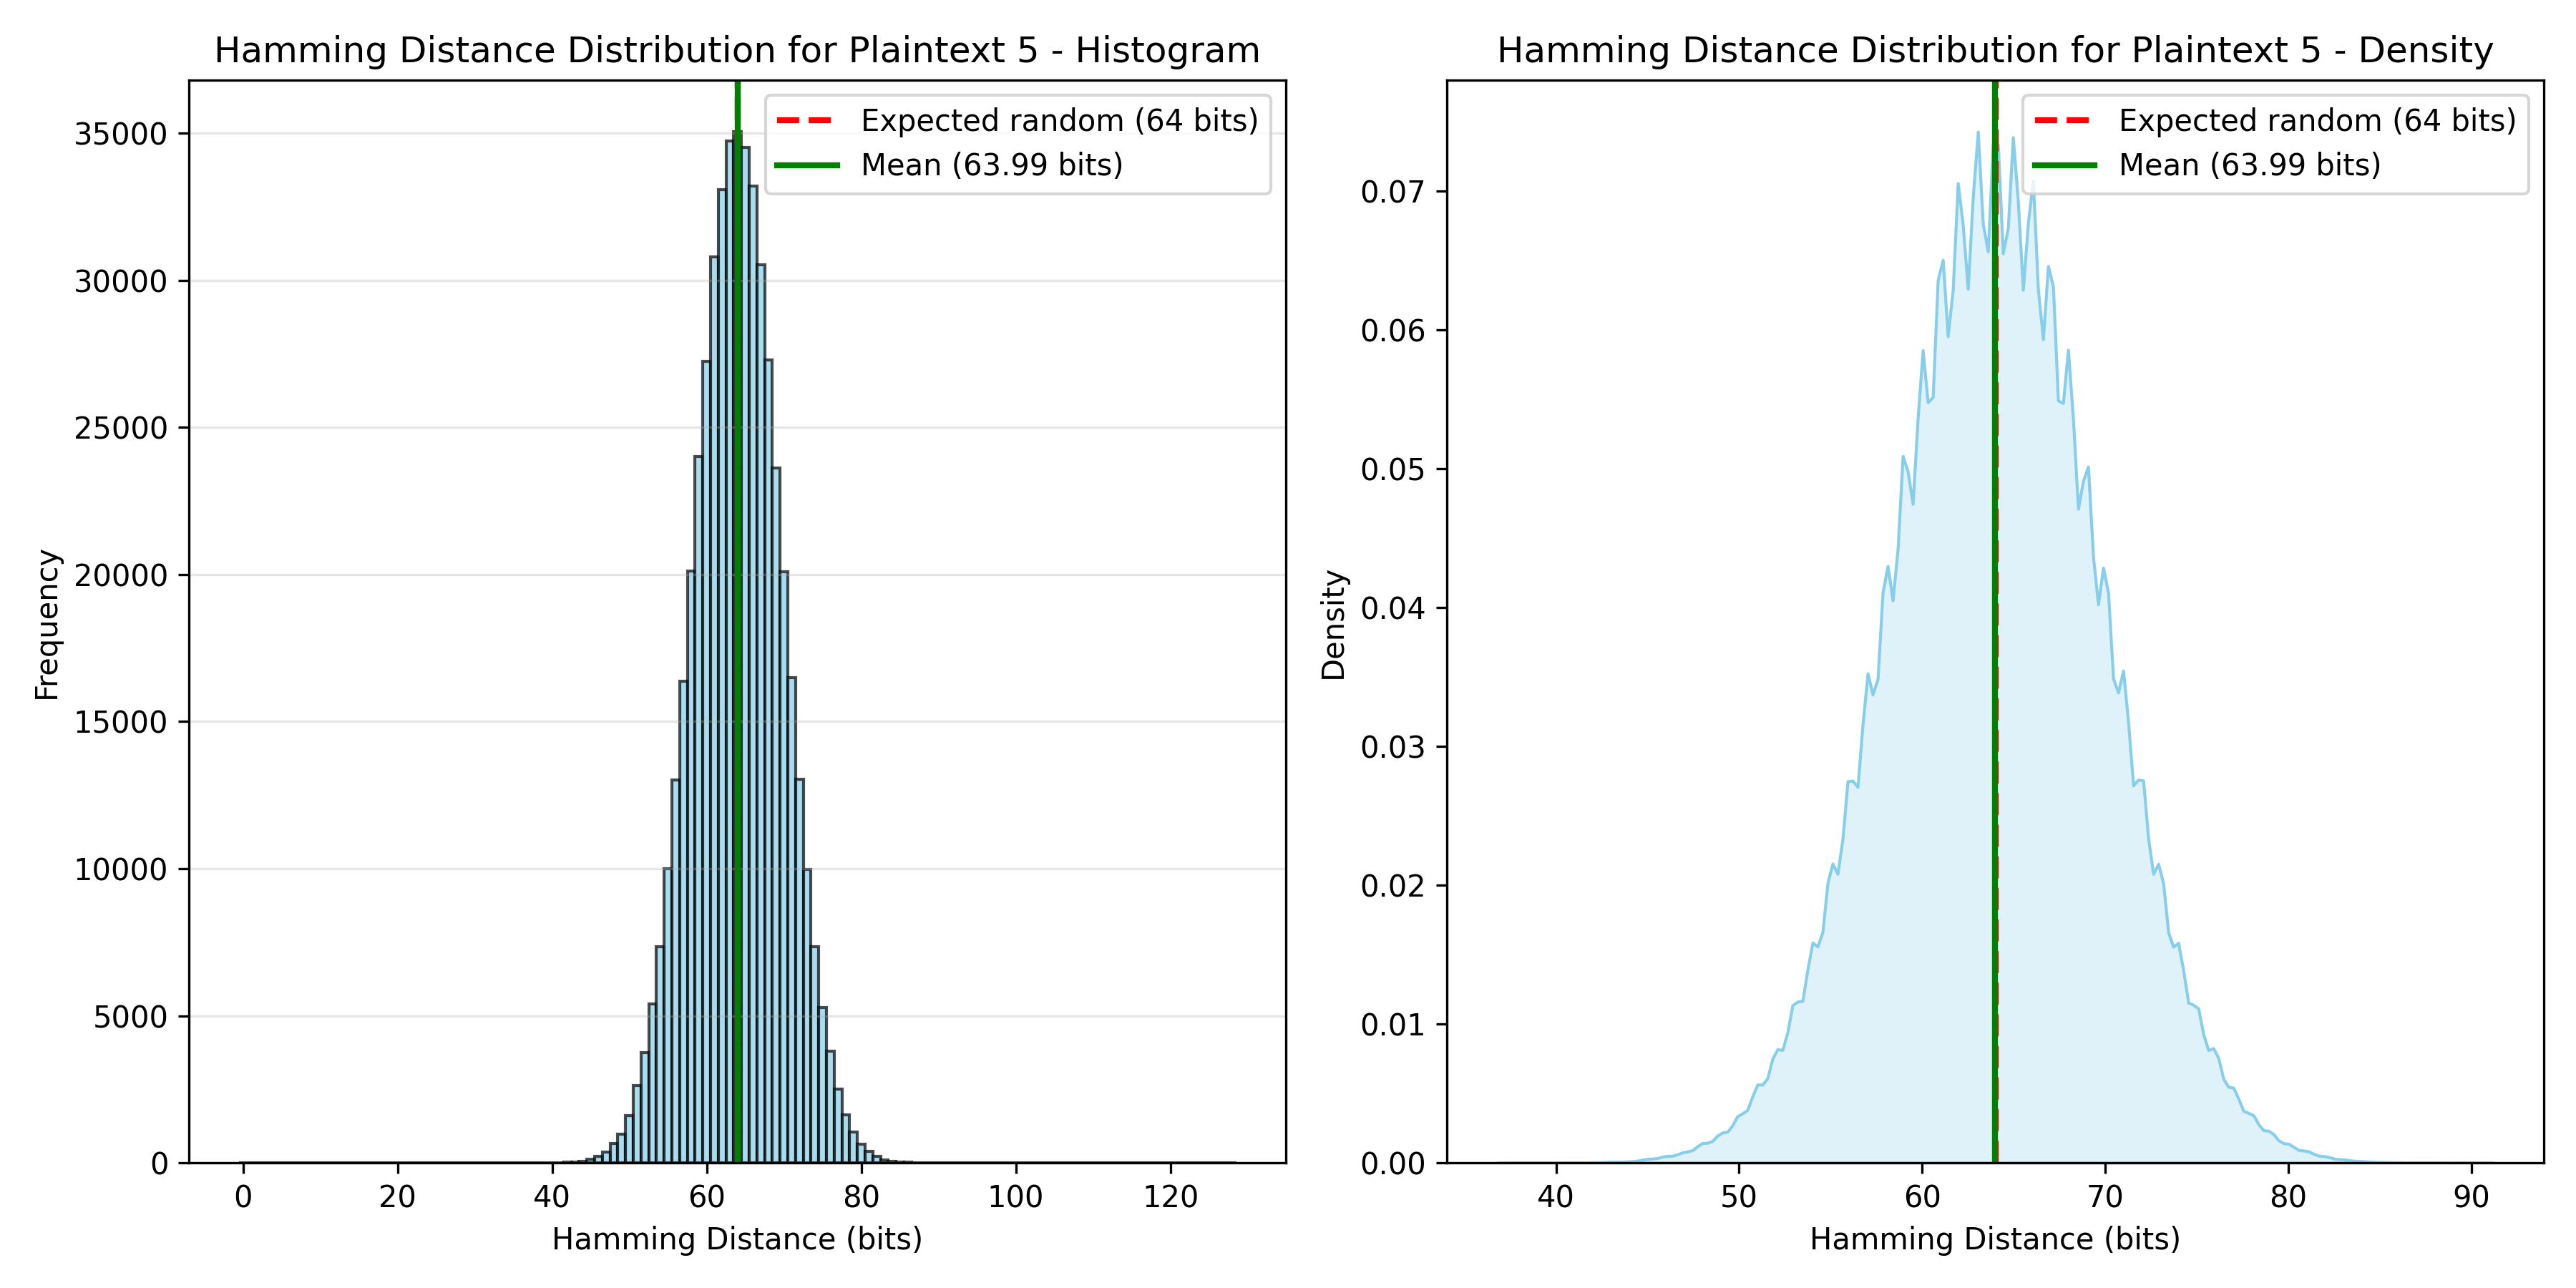 Hamming Distance Distribution for Plaintext 5 - Histogram
Expected random (64 bits)
Mean (63.99 bits)
35000
30000
25000
20000
15000
10000
5000
0
Frequency
0 20 40 60 80 100 120
Hamming Distance (bits)
Hamming Distance Distribution for Plaintext 5 - Density
Expected random (64 bits)
Mean (63.99 bits)
0.07
0.06
0.05
0.04
0.03
0.02
0.01
0.00
Density
40 50 60 70 80 90
Hamming Distance (bits)